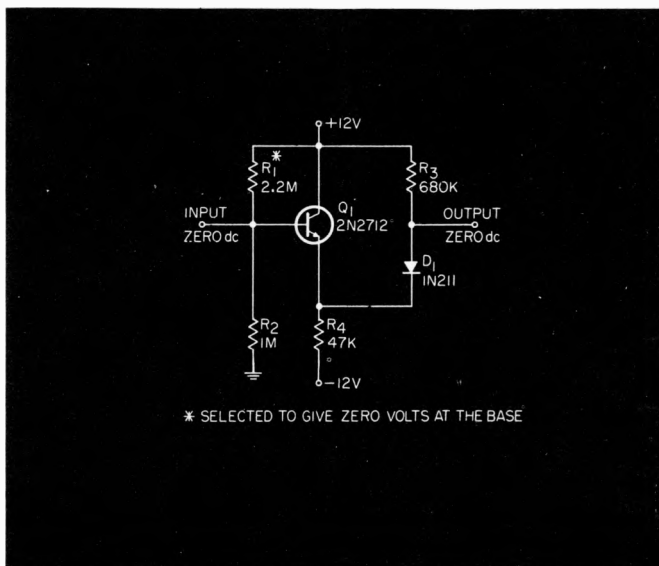 +12V
R1 *
2.2M
R3
680K
INPUT
ZERO dc
Q1
2N2712
OUTPUT
ZERO dc
D1
1N211
R2
1M
R4
47K
-12V
* SELECTED TO GIVE ZERO VOLTS AT THE BASE